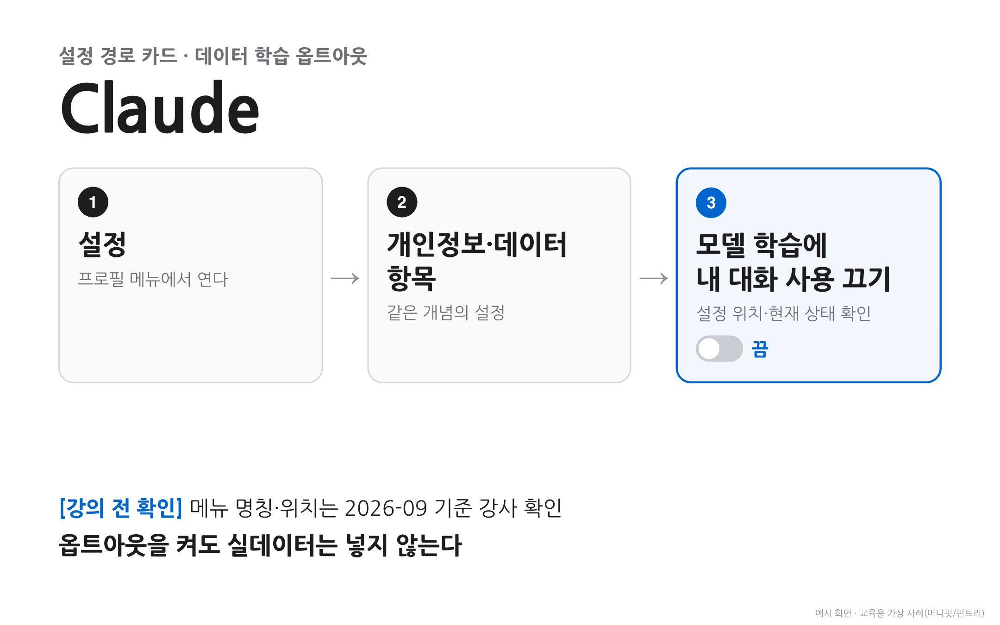 설정 경로 카드 · 데이터 학습 옵트아웃
Claude
1
설정
프로필 메뉴에서 연다
→
2
개인정보·데이터
항목
같은 개념의 설정
→
3
모델 학습에
내 대화 사용 끄기
설정 위치·현재 상태 확인
끔
[강의 전 확인] 메뉴 명칭·위치는 2026-09 기준 강사 확인
옵트아웃을 켜도 실데이터는 넣지 않는다
예시 화면 · 교육용 가상 사례(머니핏/핀트리)